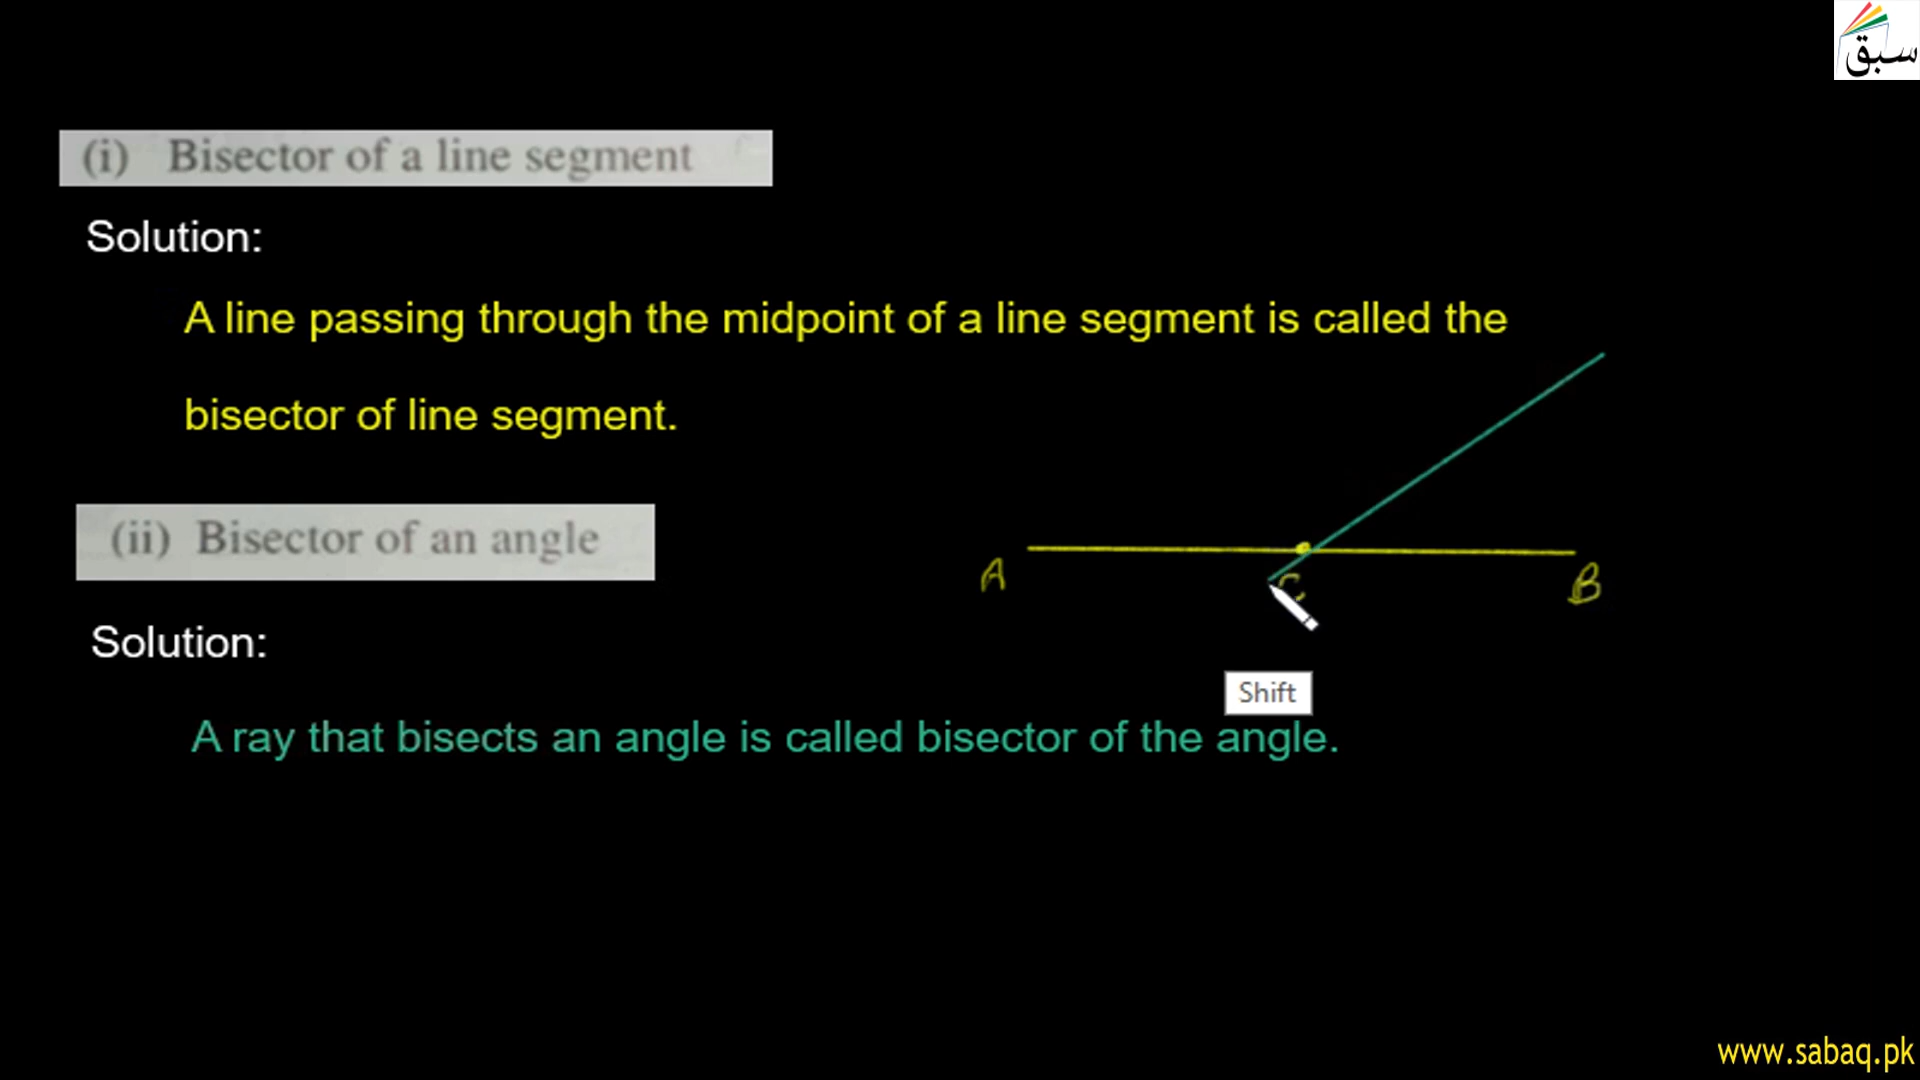 سبق
(i) Bisector of a line segment
Solution:
A line passing through the midpoint of a line segment is called the
bisector of line segment.
(ii) Bisector of an angle
A
C
B
Solution:
Shift
A ray that bisects an angle is called bisector of the angle.
www.sabaq.pk